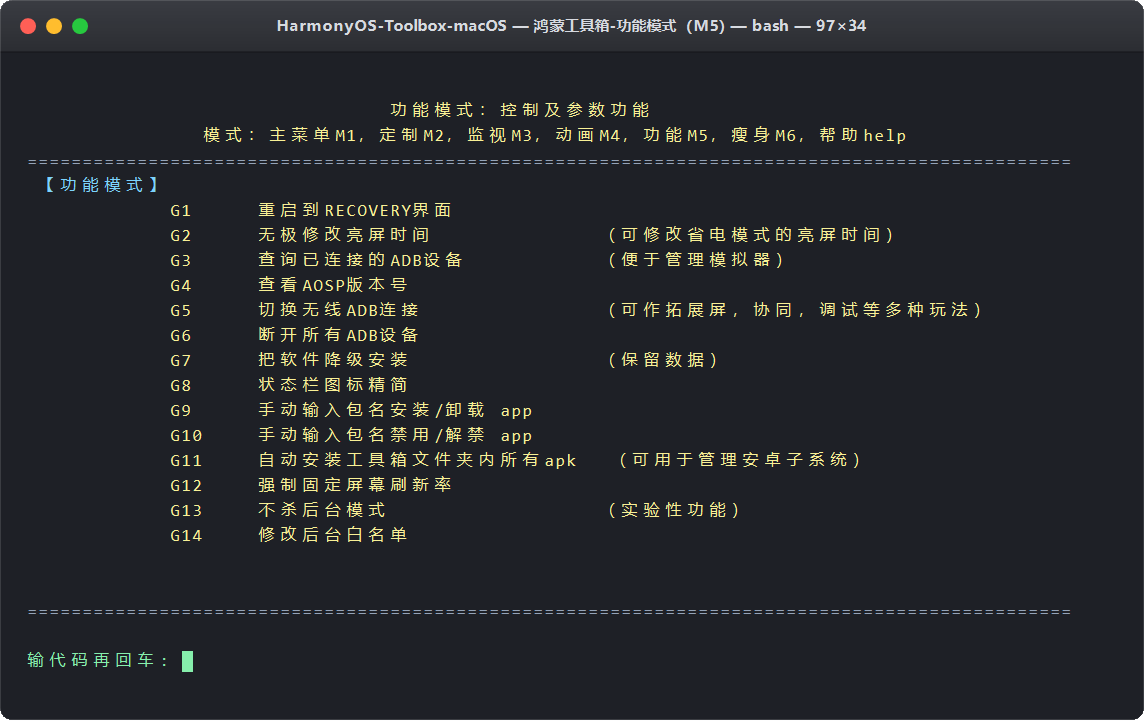 HarmonyOS-Toolbox-macOS — 鸿蒙工具箱-功能模式（M5) — bash — 97×34
功能模式：控制及参数功能
模式：主菜单M1，定制M2，监视M3，动画M4，功能M5，瘦身M6，帮助help
===============================================================================================
【功能模式】
G1 重启到RECOVERY界面
G2 无极修改亮屏时间 （可修改省电模式的亮屏时间）
G3 查询已连接的ADB设备 （便于管理模拟器）
G4 查看AOSP版本号
G5 切换无线ADB连接 （可作拓展屏，协同，调试等多种玩法）
G6 断开所有ADB设备
G7 把软件降级安装 （保留数据）
G8 状态栏图标精简
G9 手动输入包名安装/卸载 app
G10 手动输入包名禁用/解禁 app
G11 自动安装工具箱文件夹内所有apk （可用于管理安卓子系统）
G12 强制固定屏幕刷新率
G13 不杀后台模式 （实验性功能）
G14 修改后台白名单
===============================================================================================
输代码再回车：